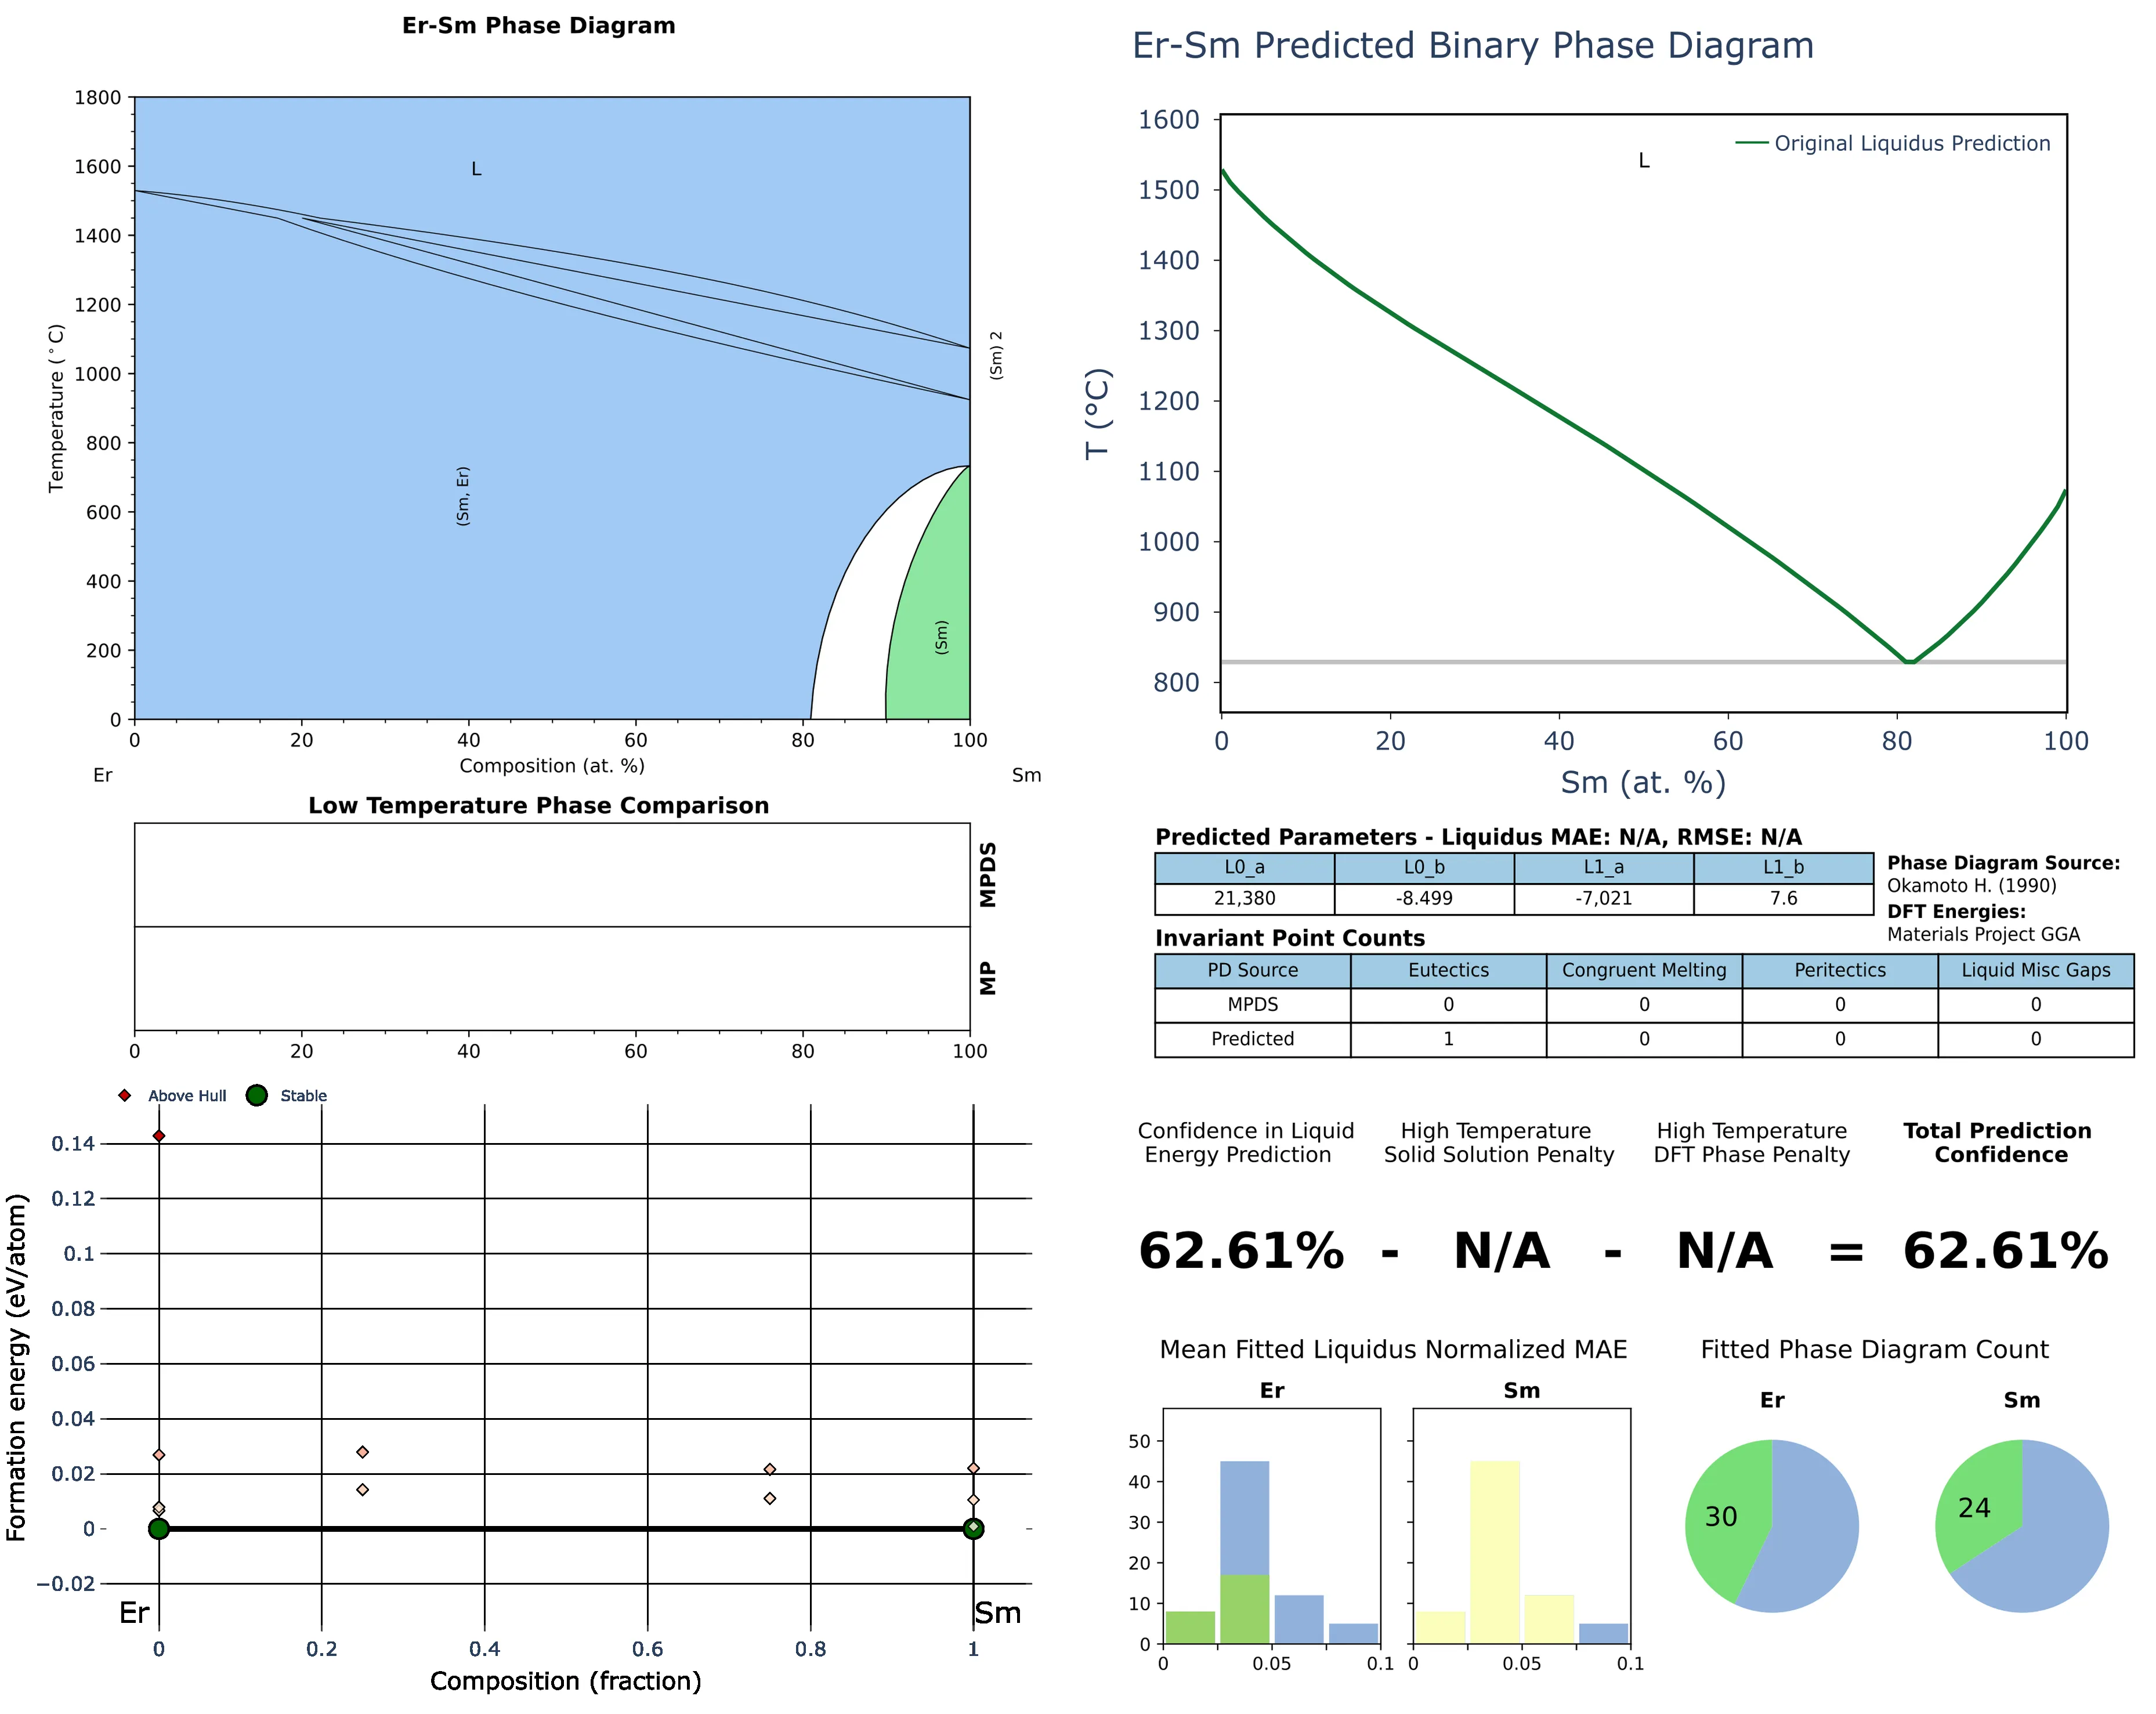 Er-Sm Phase Diagram
1800
1600
1400
1200
1000
800
600
400
200
0
Temperature (°C)
L
(Sm, Er)
(Sm)
(Sm) 2
0 20 40 60 80 100
Composition (at. %)
Er Sm
Er-Sm Predicted Binary Phase Diagram
1600
1500
1400
1300
1200
1100
1000
900
800
T (°C)
L
Original Liquidus Prediction
0 20 40 60 80 100
Sm (at. %)
Low Temperature Phase Comparison
MPDS
MP
0 20 40 60 80 100
Predicted Parameters - Liquidus MAE: N/A, RMSE: N/A
L0_a L0_b L1_a L1_b
21,380 -8.499 -7,021 7.6
Phase Diagram Source:
Okamoto H. (1990)
DFT Energies:
Materials Project GGA
Invariant Point Counts
PD Source Eutectics Congruent Melting Peritectics Liquid Misc Gaps
MPDS 0 0 0 0
Predicted 1 0 0 0
Above Hull Stable
0.14
0.12
0.1
0.08
0.06
0.04
0.02
0
−0.02
Formation energy (eV/atom)
Er Sm
0 0.2 0.4 0.6 0.8 1
Composition (fraction)
Confidence in Liquid
Energy Prediction
High Temperature
Solid Solution Penalty
High Temperature
DFT Phase Penalty
Total Prediction
Confidence
62.61% - N/A - N/A = 62.61%
Mean Fitted Liquidus Normalized MAE
Er Sm
50
40
30
20
10
0
0 0.05 0.1 0 0.05 0.1
Fitted Phase Diagram Count
Er Sm
30 24